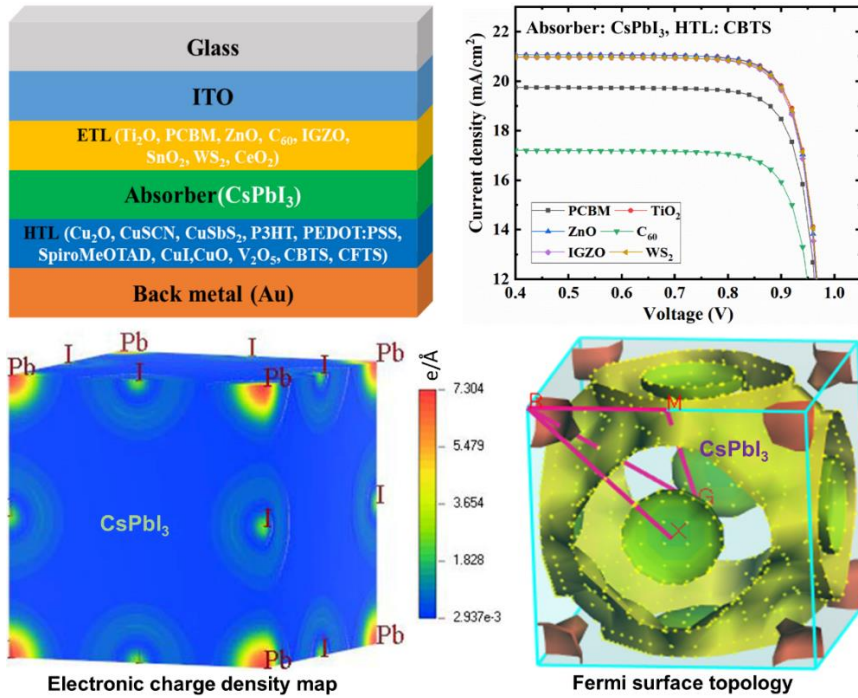 Glass
ITO
ETL (Ti₂O, PCBM, ZnO, C₆₀, IGZO,
SnO₂, WS₂, CeO₂)
Absorber(CsPbI₃)
HTL (Cu₂O, CuSCN, CuSbS₂, P3HT, PEDOT:PSS,
SpiroMeOTAD, CuI,CuO, V₂O₅, CBTS, CFTS)
Back metal (Au)
Absorber: CsPbI₃, HTL: CBTS
Current density (mA/cm²)
22
20
18
16
14
12
PCBM
TiO₂
ZnO
C₆₀
IGZO
WS₂
0.4
0.5
0.6
0.7
0.8
0.9
1.0
Voltage (V)
Pb
I
Pb
I
Pb
I
Pb
I
I
I
I
CsPbI₃
Pb
I
Pb
I
Pb
e/Å
7.304
5.479
3.654
1.828
2.937e-3
Electronic charge density map
R
M
CsPbI₃
G
X
Fermi surface topology